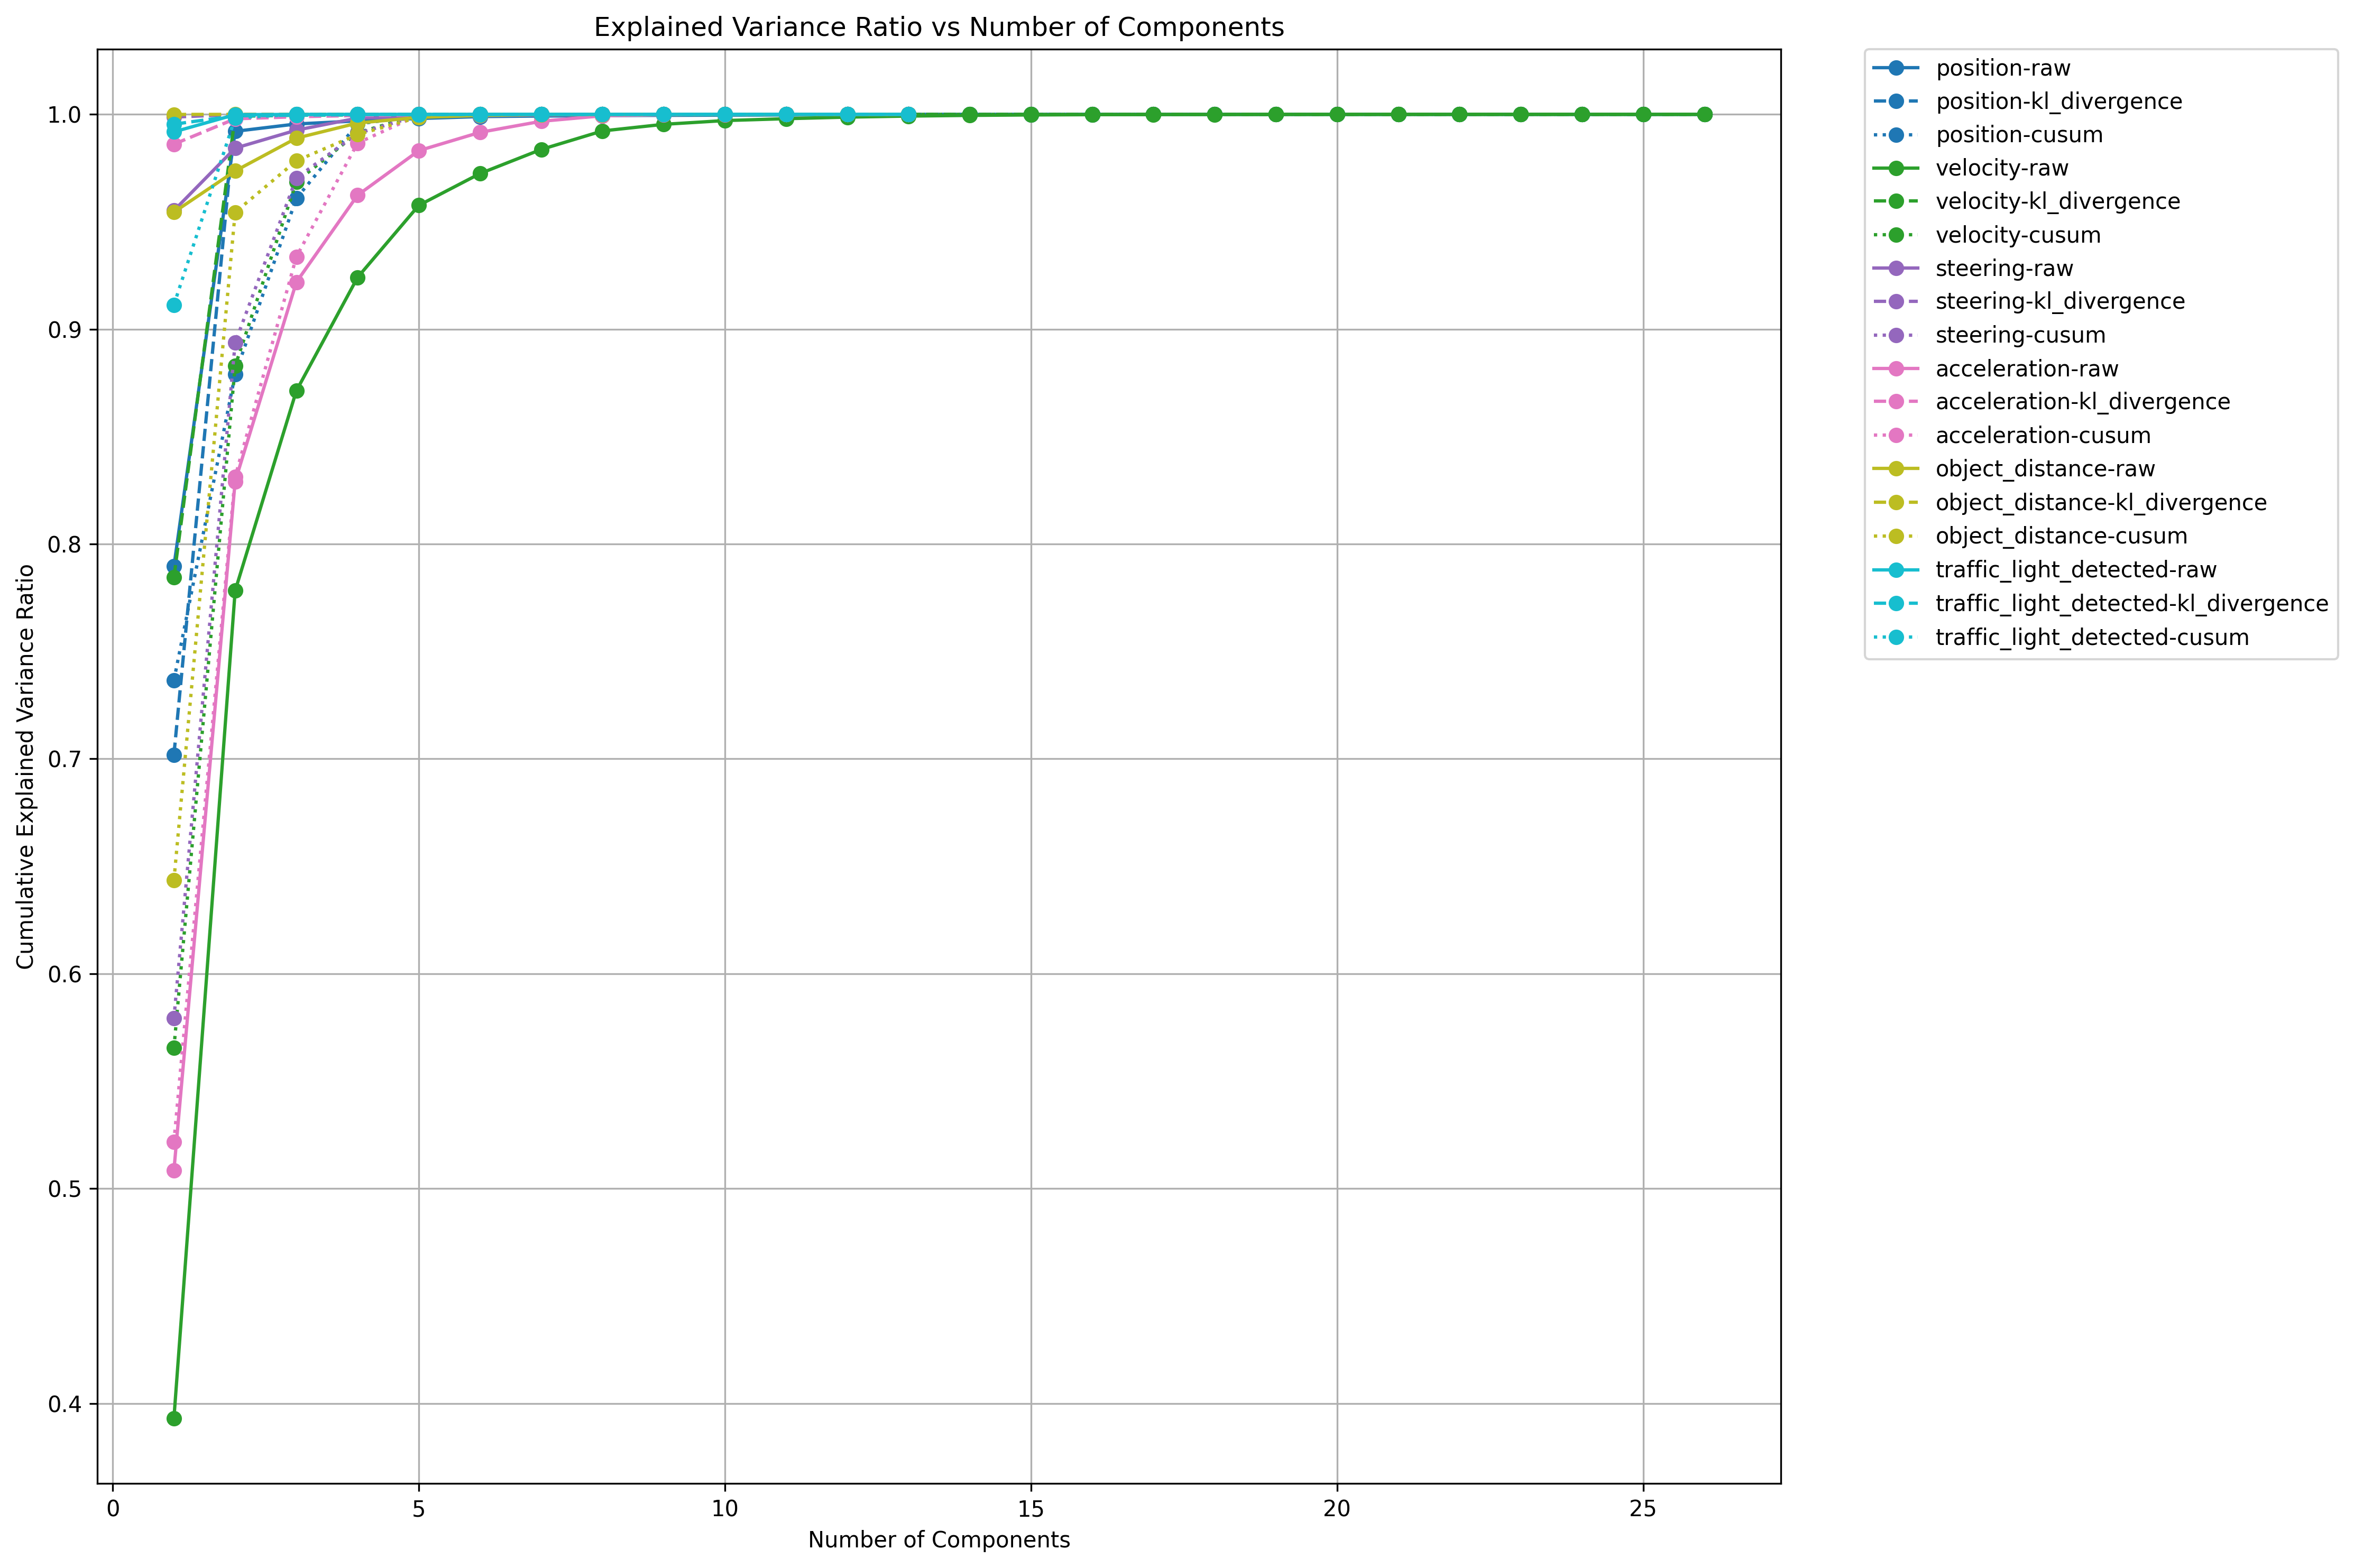 Explained Variance Ratio vs Number of Components
position-raw
position-kl_divergence
position-cusum
velocity-raw
velocity-kl_divergence
velocity-cusum
steering-raw
steering-kl_divergence
steering-cusum
acceleration-raw
acceleration-kl_divergence
acceleration-cusum
object_distance-raw
object_distance-kl_divergence
object_distance-cusum
traffic_light_detected-raw
traffic_light_detected-kl_divergence
traffic_light_detected-cusum
Cumulative Explained Variance Ratio
1.0
0.9
0.8
0.7
0.6
0.5
0.4
0 5 10 15 20 25
Number of Components